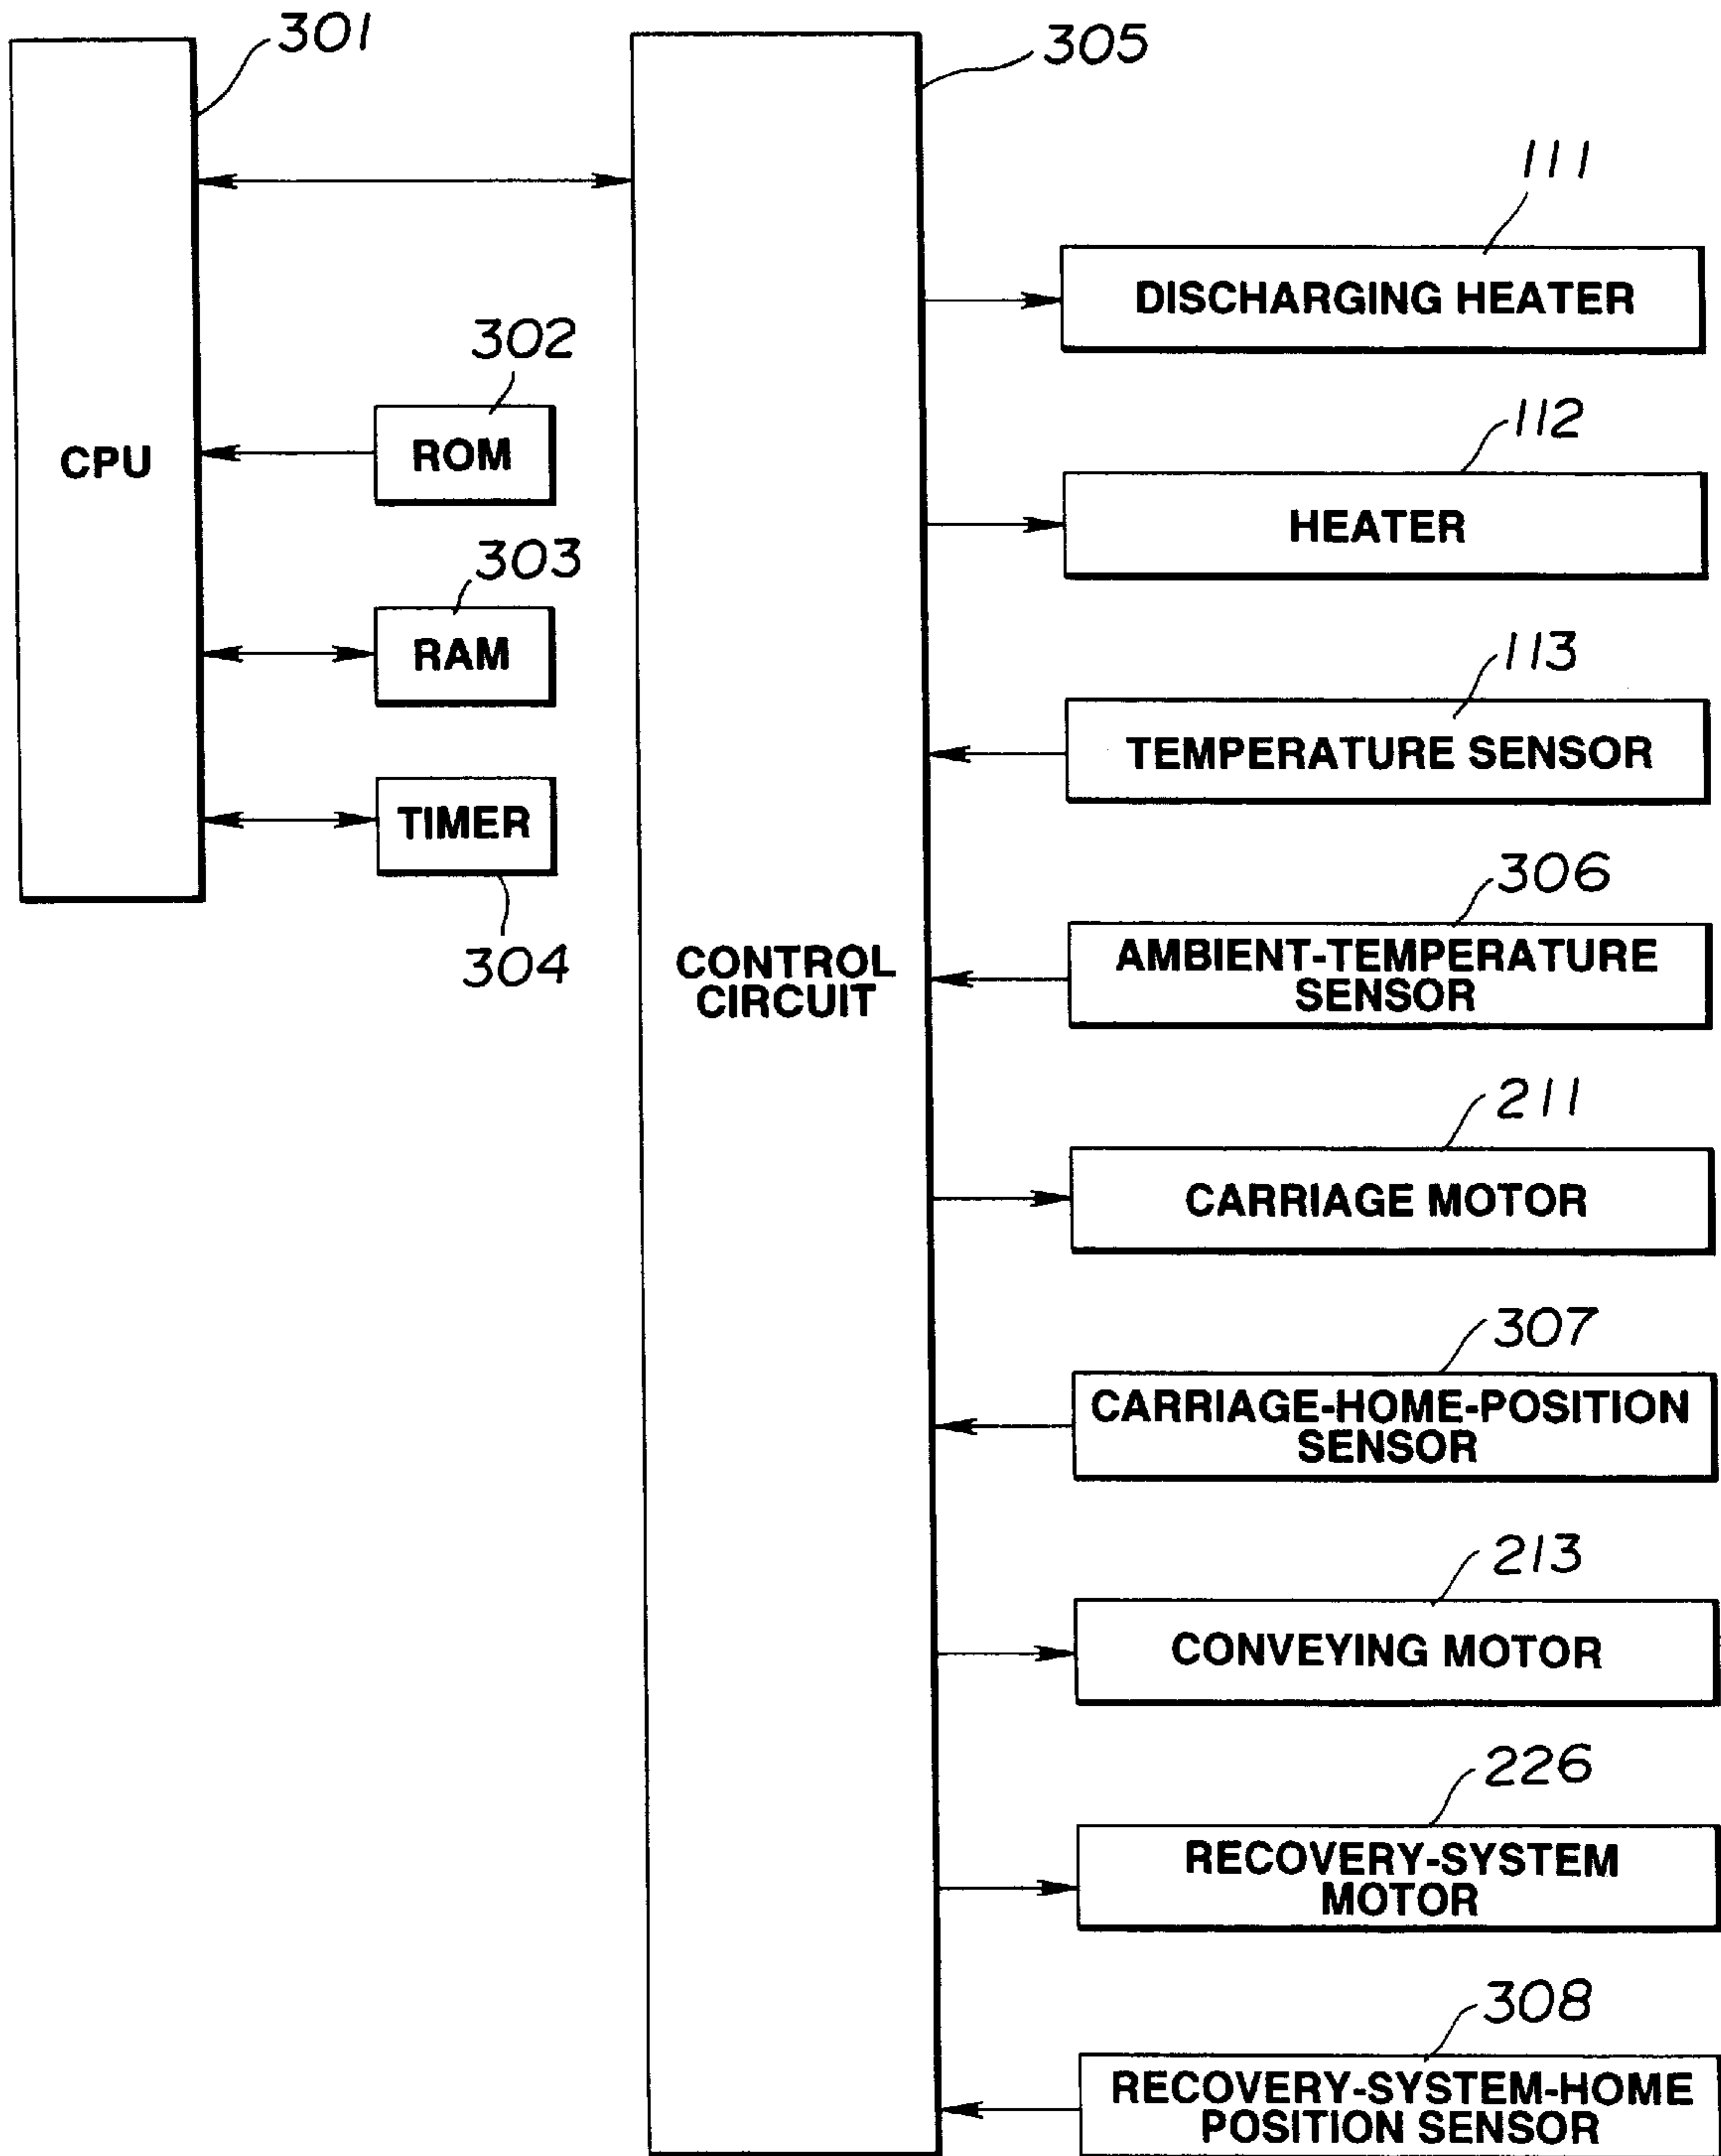 301
305
111
DISCHARGING HEATER
302
ROM
CPU
112
HEATER
303
RAM
113
TEMPERATURE SENSOR
TIMER
304
306
AMBIENT-TEMPERATURE
SENSOR
CONTROL
CIRCUIT
211
CARRIAGE MOTOR
307
CARRIAGE-HOME-POSITION
SENSOR
213
CONVEYING MOTOR
226
RECOVERY-SYSTEM
MOTOR
308
RECOVERY-SYSTEM-HOME
POSITION SENSOR